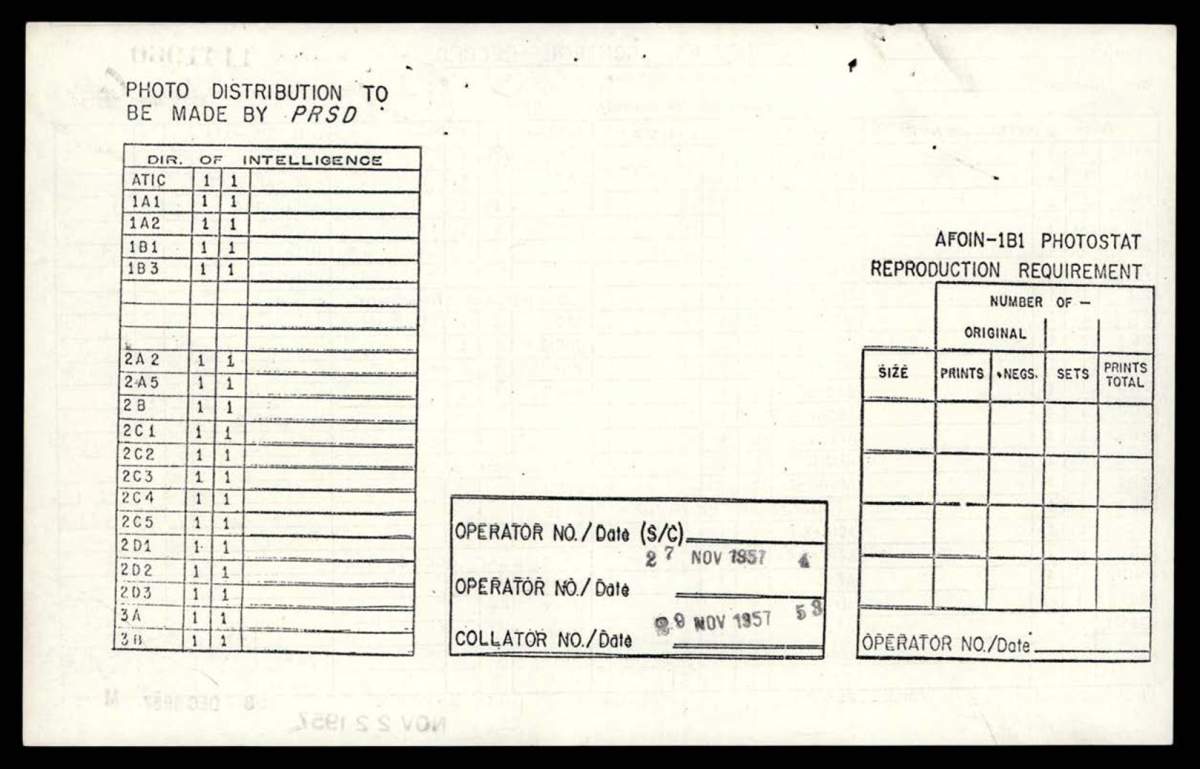 PHOTO DISTRIBUTION TO
BE MADE BY PRSD
DIR. OF INTELLIGENCE
ATIC 1 1
1A1 1 1
1A2 1 1
1B1 1 1
1B3 1 1
2A2 1 1
2A5 1 1
2B 1 1
2C1 1 1
2C2 1 1
2C3 1 1
2C4 1 1
2C5 1 1
2D1 1 1
2D2 1 1
2D3 1 1
3A 1 1
3B 1 1
OPERATOR NO./Date (S/C)
27 NOV 1957 4
OPERATOR NO./Date
29 NOV 1957 53
COLLATOR NO./Date
AFOIN-1B1 PHOTOSTAT
REPRODUCTION REQUIREMENT
NUMBER OF —
ORIGINAL
SIZE PRINTS NEGS. SETS PRINTS TOTAL
OPERATOR NO./Date
NOV 22 1957